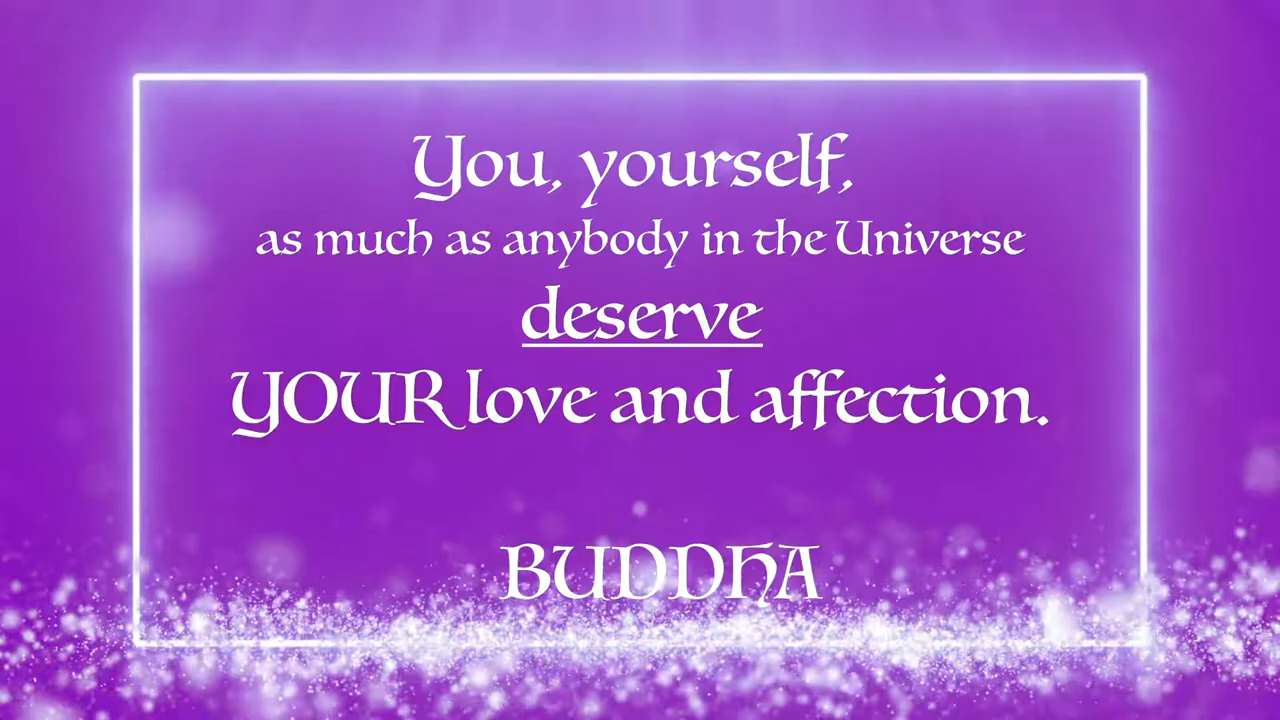 You, yourself,
as much as anybody in the Universe
deserve
YOUR love and affection.
BUDDHA